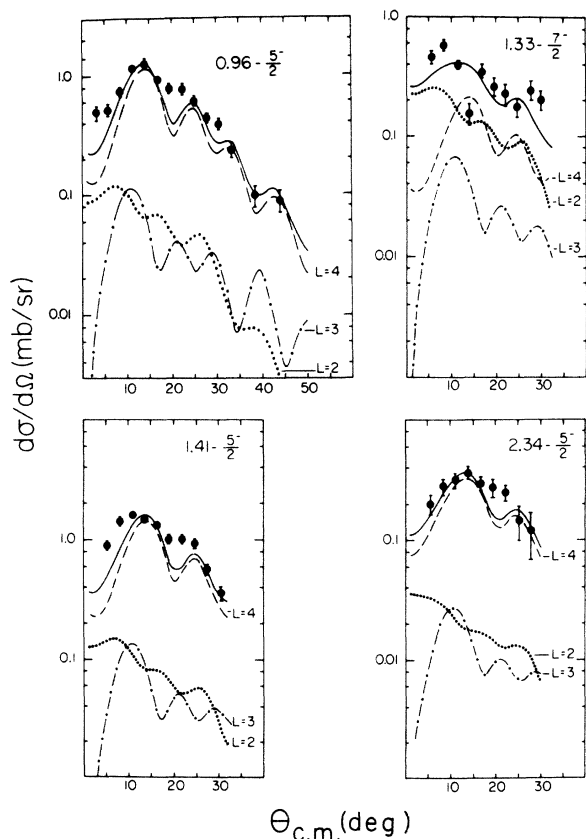 0.96 - 5⁻/2
1.0
0.1
0.01
L=4
L=3
L=2
10 20 30 40 50
1.33 - 7⁻/2
1.0
0.1
0.01
L=4
L=2
L=3
10 20 30
1.41 - 5⁻/2
1.0
0.1
L=4
L=3
L=2
10 20 30
2.34 - 5⁻/2
0.1
0.01
L=4
L=2
L=3
10 20 30
dσ/dΩ (mb/sr)
Θc.m. (deg)